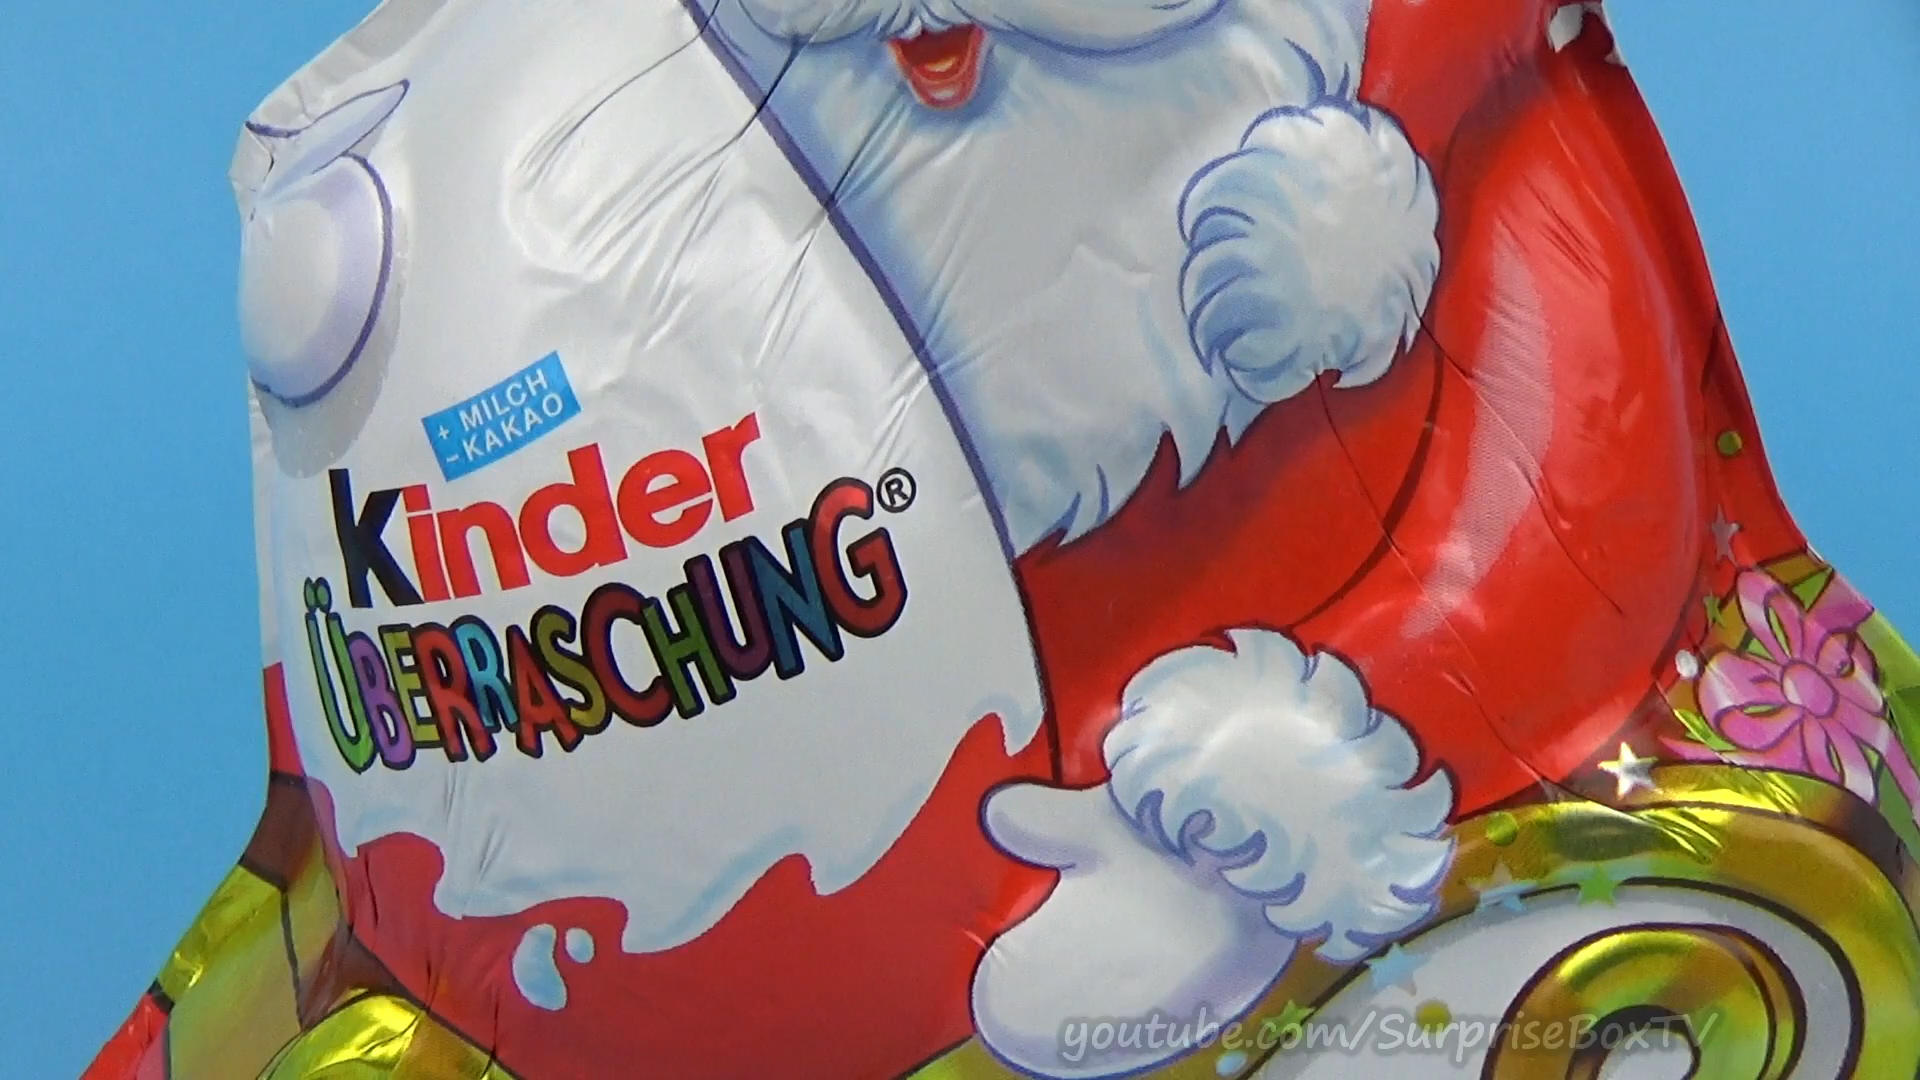 + MILCH
- KAKAO
kinder
ÜBERRASCHUNG®
youtube.com/SurpriseBoxTV